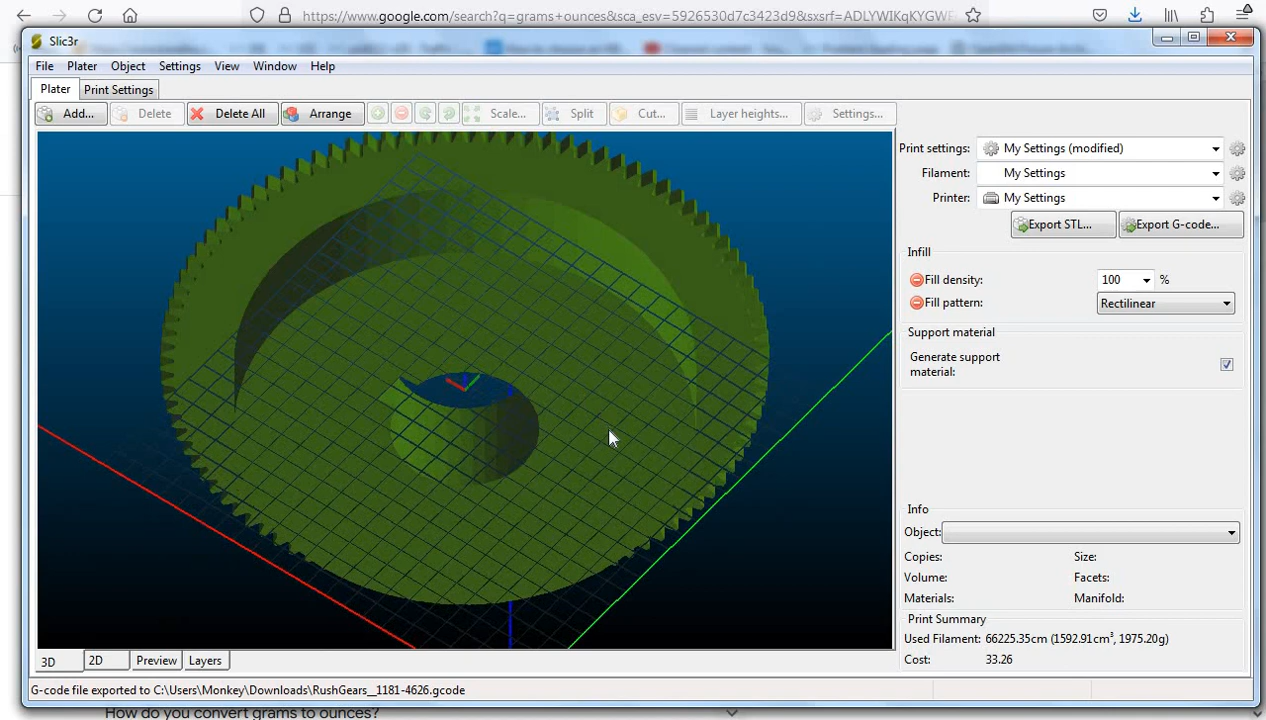 https://www.google.com/search?q=grams+ounces&sca_esv=5926530d7c3423d9&sxsrf=ADLYWIKqKYGWF
Slic3r
File Plater Object Settings View Window Help
Plater Print Settings
Add... Delete Delete All Arrange Scale... Split Cut... Layer heights... Settings...
Print settings: My Settings (modified)
Filament: My Settings
Printer: My Settings
Export STL... Export G-code...
Infill
Fill density: 100 %
Fill pattern: Rectilinear
Support material
Generate support
material:
Info
Object:
Copies: Size:
Volume: Facets:
Materials: Manifold:
Print Summary
Used Filament: 66225.35cm (1592.91cm³, 1975.20g)
Cost: 33.26
3D 2D Preview Layers
G-code file exported to C:\Users\Monkey\Downloads\RushGears__1181-4626.gcode
How do you convert grams to ounces?